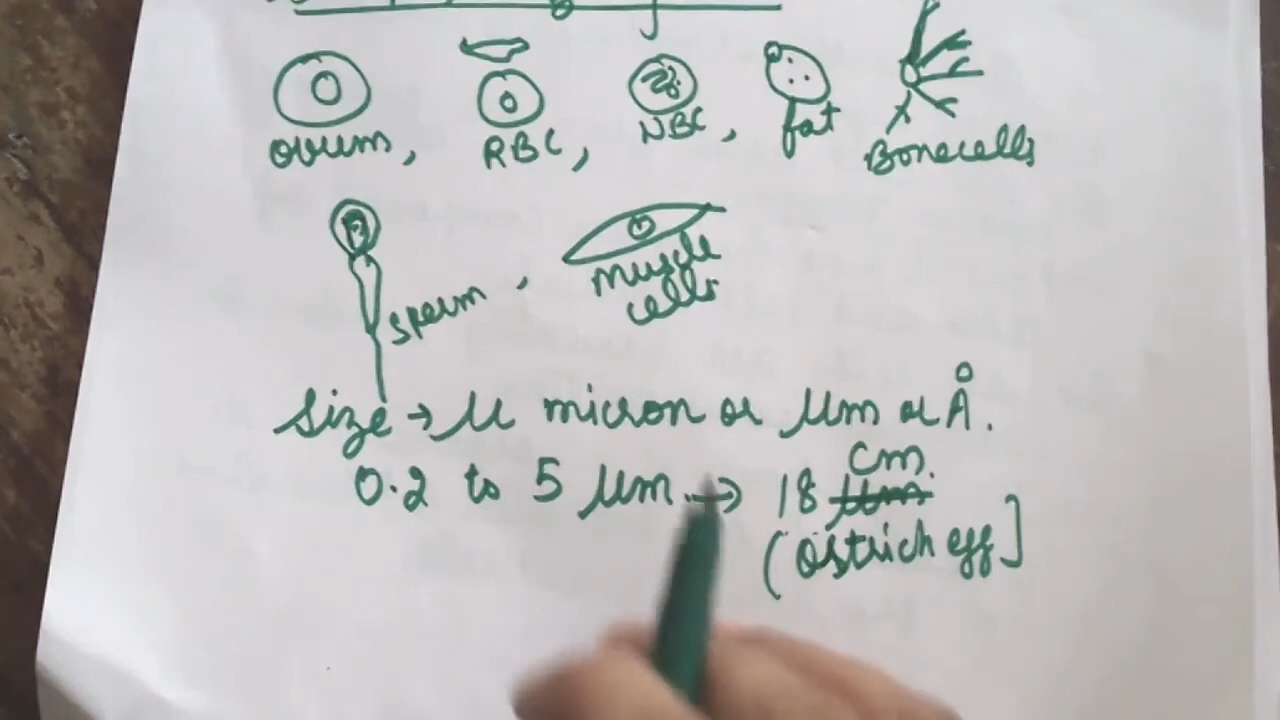 ovum, RBC, WBC, fat Bonecells
sperm, muscle
cells
Size → μ micron or μm or Å.
0.2 to 5 μm → 18 μm cm.
(Ostrich egg]